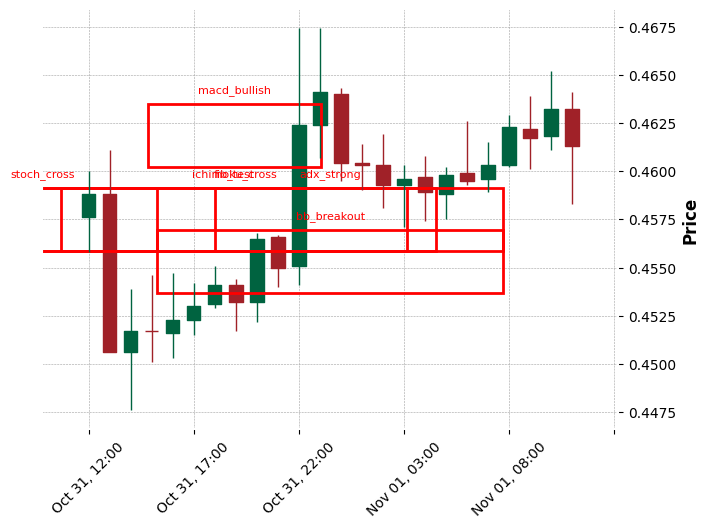 macd_bullish
stoch_cross
adx_strong
bb_breakout
0.4675
0.4650
0.4625
0.4600
0.4575
0.4550
0.4525
0.4500
0.4475
Price
Oct 31, 12:00
Oct 31, 17:00
Oct 31, 22:00
Nov 01, 03:00
Nov 01, 08:00